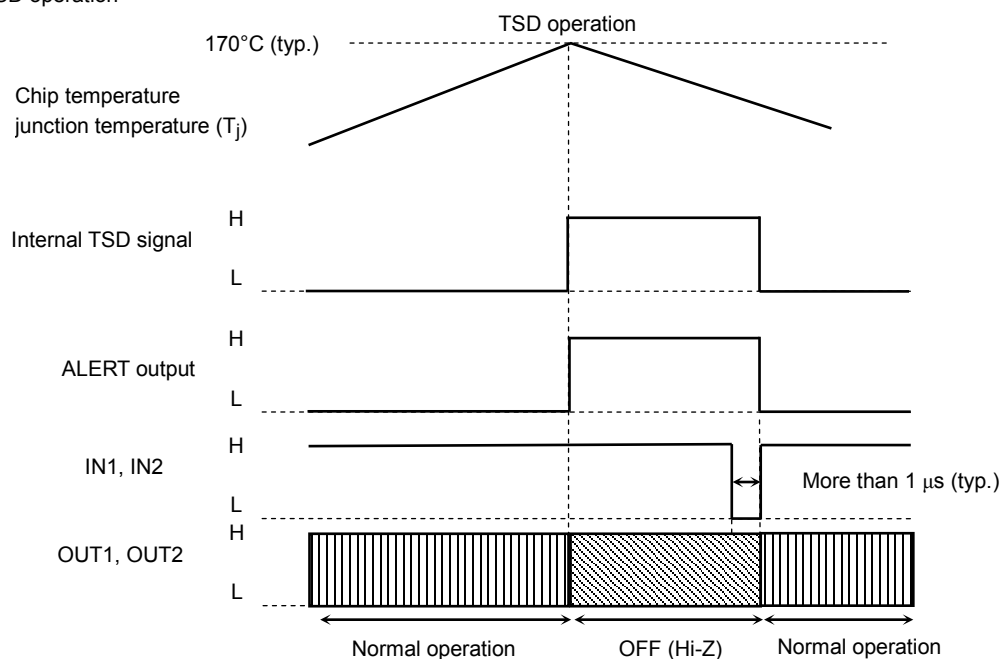 TSD operation
170°C (typ.)
Chip temperature
junction temperature (Tj)
H
Internal TSD signal
L
H
ALERT output
L
H
IN1, IN2
More than 1 μs (typ.)
L
H
OUT1, OUT2
L
Normal operation OFF (Hi-Z) Normal operation